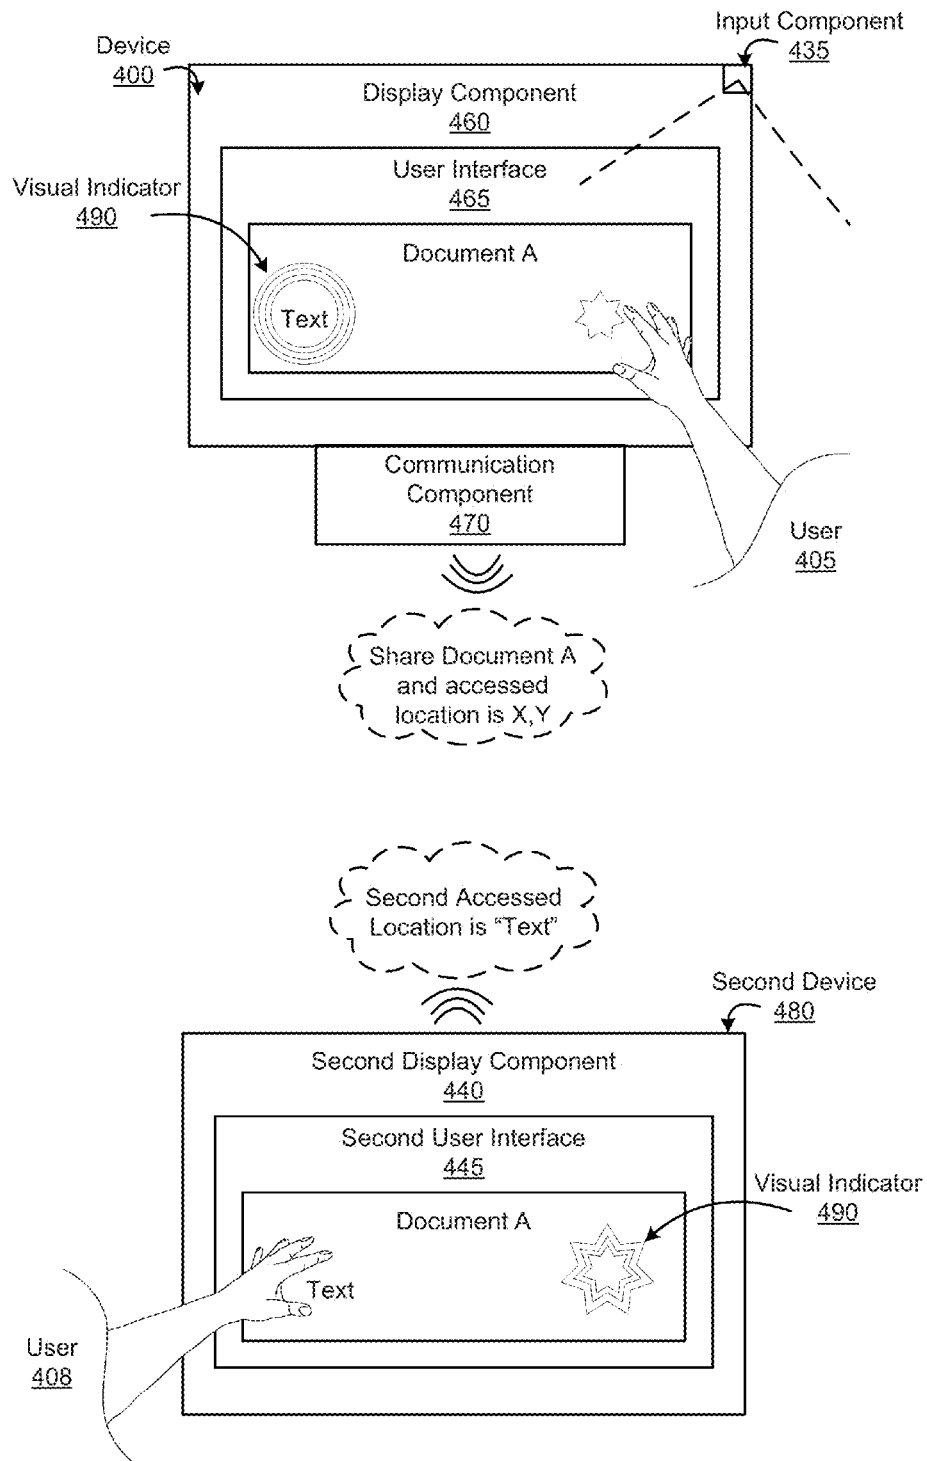 Input Component
435
Device
400
Display Component
460
User Interface
465
Visual Indicator
490
Document A
Text
Communication
Component
470
User
405
Share Document A
and accessed
location is X,Y
Second Accessed
Location is “Text”
Second Device
480
Second Display Component
440
Second User Interface
445
Visual Indicator
490
Document A
Text
User
408